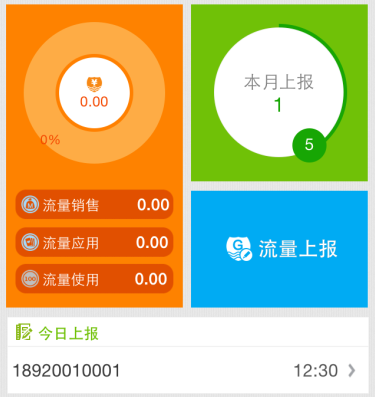 ¥
0.00
0%
流量销售 0.00
流量应用 0.00
流量使用 0.00
本月上报
1
5
G
流量上报
今日上报
18920010001 12:30